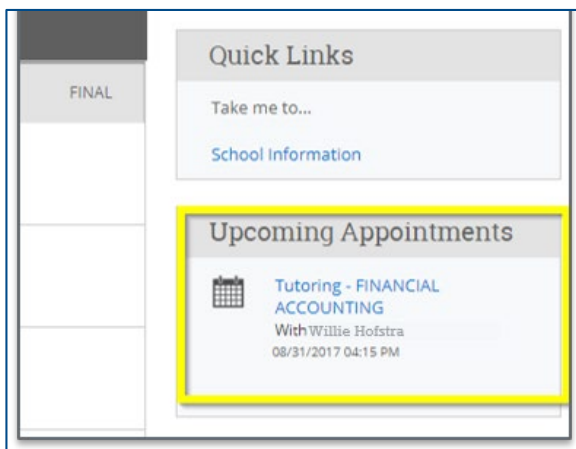 FINAL
Quick Links
Take me to...
School Information
Upcoming Appointments
Tutoring - FINANCIAL
ACCOUNTING
With Willie Hofstra
08/31/2017 04:15 PM